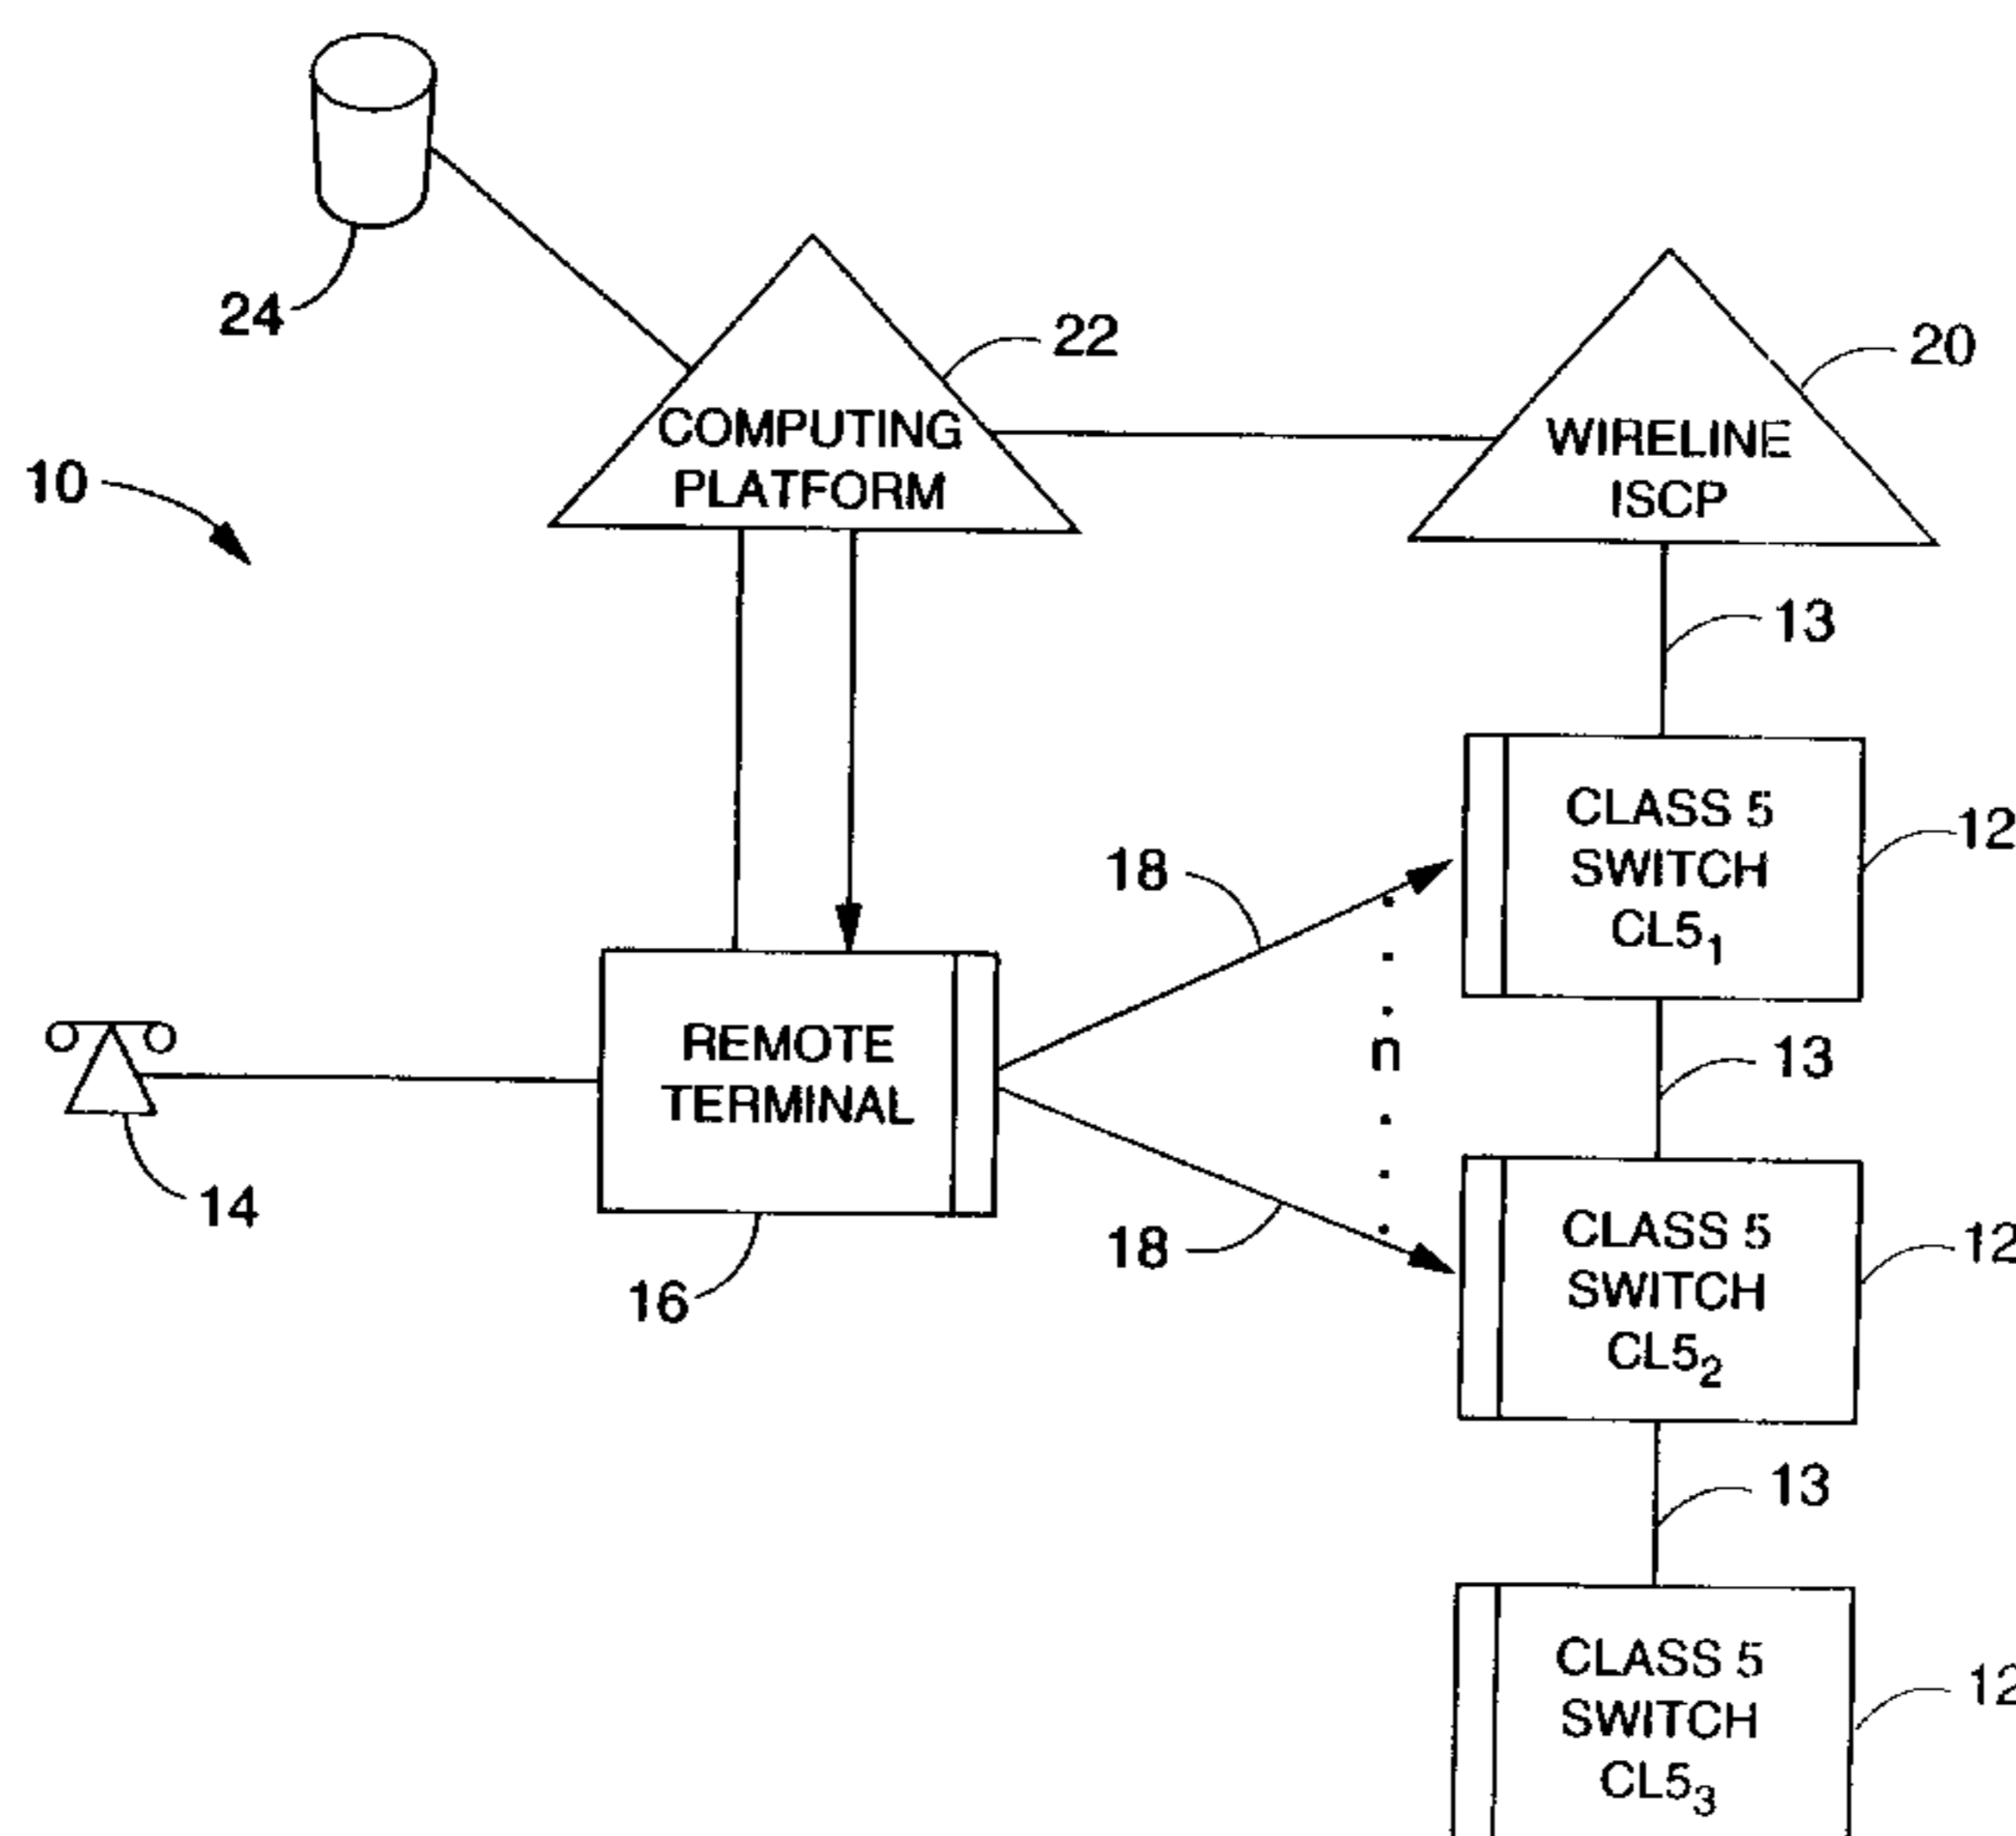 24
22
20
COMPUTING
PLATFORM
WIRELINE
ISCP
10
13
CLASS 5
SWITCH
CL5₁
12
18
REMOTE
TERMINAL
n
13
14
16
18
CLASS 5
SWITCH
CL5₂
12
13
CLASS 5
SWITCH
CL5₃
12